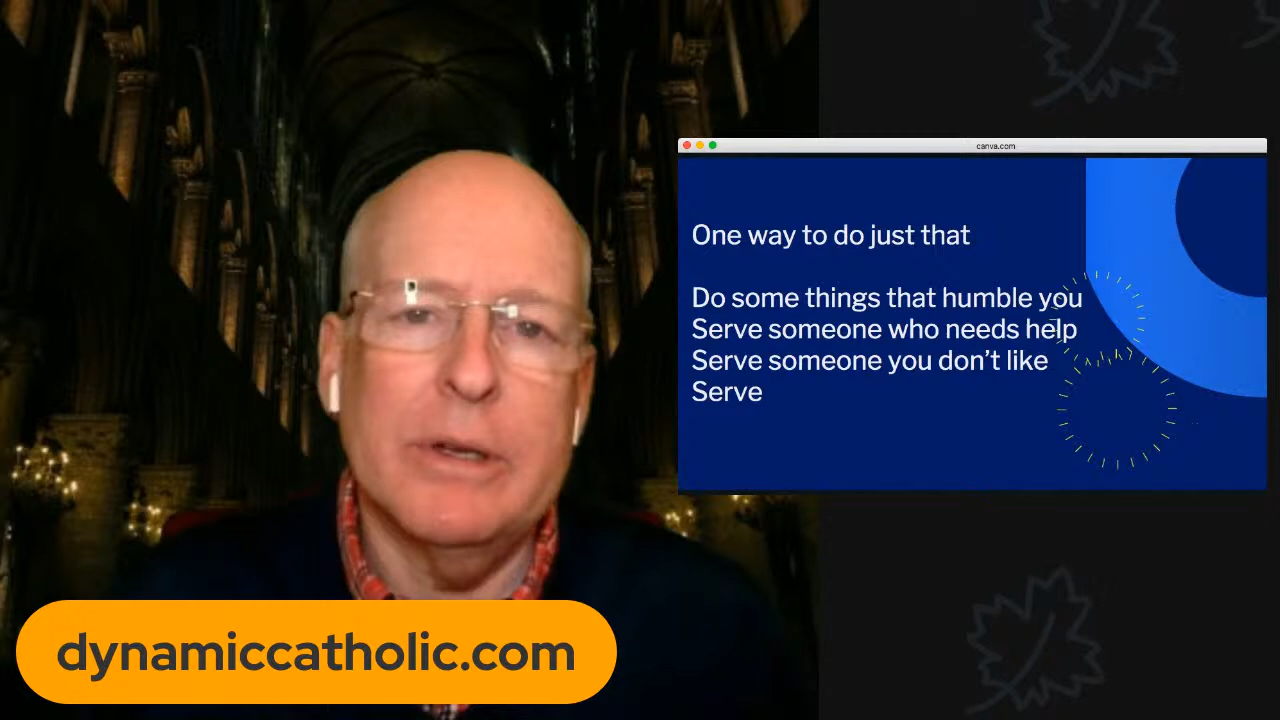 canva.com
One way to do just that
Do some things that humble you
Serve someone who needs help
Serve someone you don’t like
Serve
dynamiccatholic.com